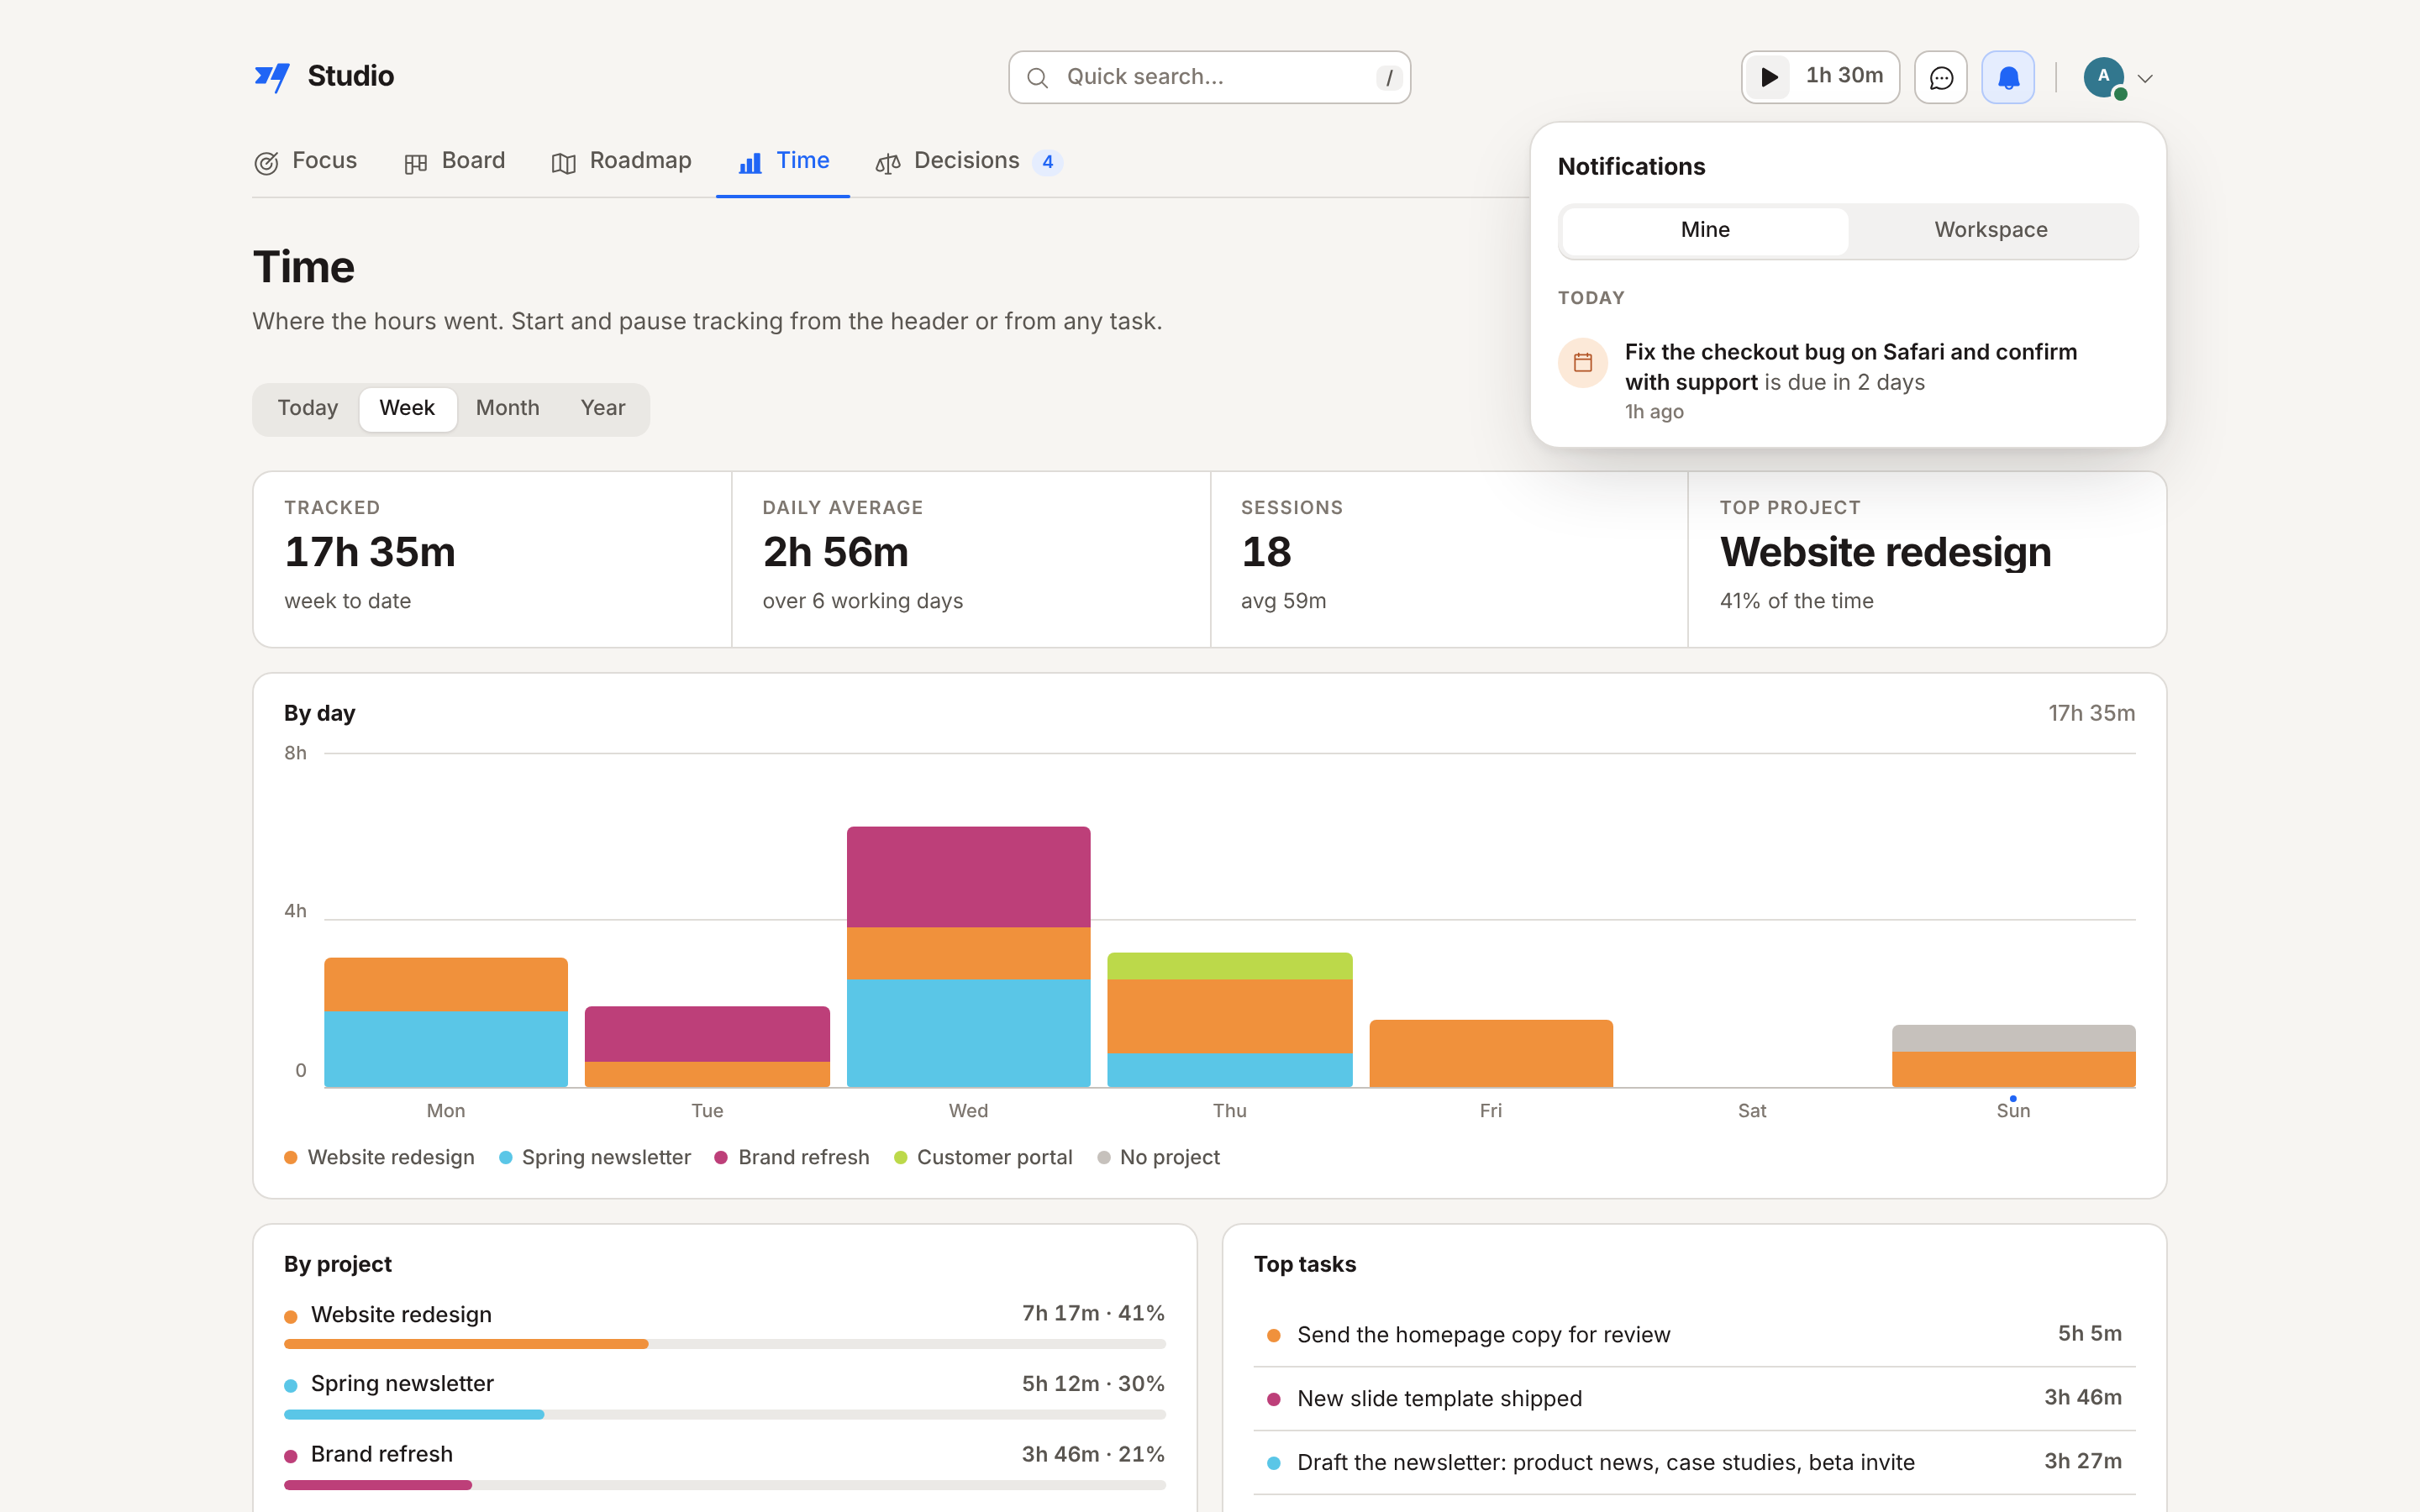 Studio
Quick search...
/
1h 30m
A
Focus
Board
Roadmap
Time
Decisions 4
Notifications
Mine
Workspace
TODAY
Fix the checkout bug on Safari and confirm
with support is due in 2 days
1h ago
Time
Where the hours went. Start and pause tracking from the header or from any task.
Today
Week
Month
Year
TRACKED
17h 35m
week to date
DAILY AVERAGE
2h 56m
over 6 working days
SESSIONS
18
avg 59m
TOP PROJECT
Website redesign
41% of the time
By day
17h 35m
8h
4h
0
Mon
Tue
Wed
Thu
Fri
Sat
Sun
Website redesign
Spring newsletter
Brand refresh
Customer portal
No project
By project
Website redesign
7h 17m · 41%
Spring newsletter
5h 12m · 30%
Brand refresh
3h 46m · 21%
Top tasks
Send the homepage copy for review
5h 5m
New slide template shipped
3h 46m
Draft the newsletter: product news, case studies, beta invite
3h 27m